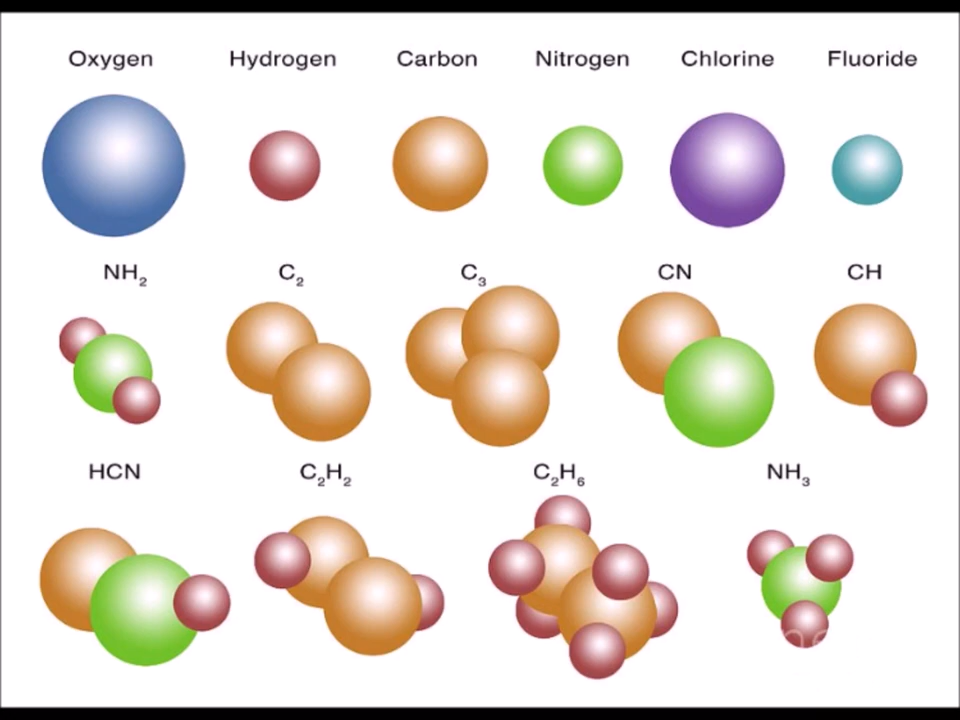 Oxygen Hydrogen Carbon Nitrogen Chlorine Fluoride
NH₂ C₂ C₃ CN CH
HCN C₂H₂ C₂H₆ NH₃